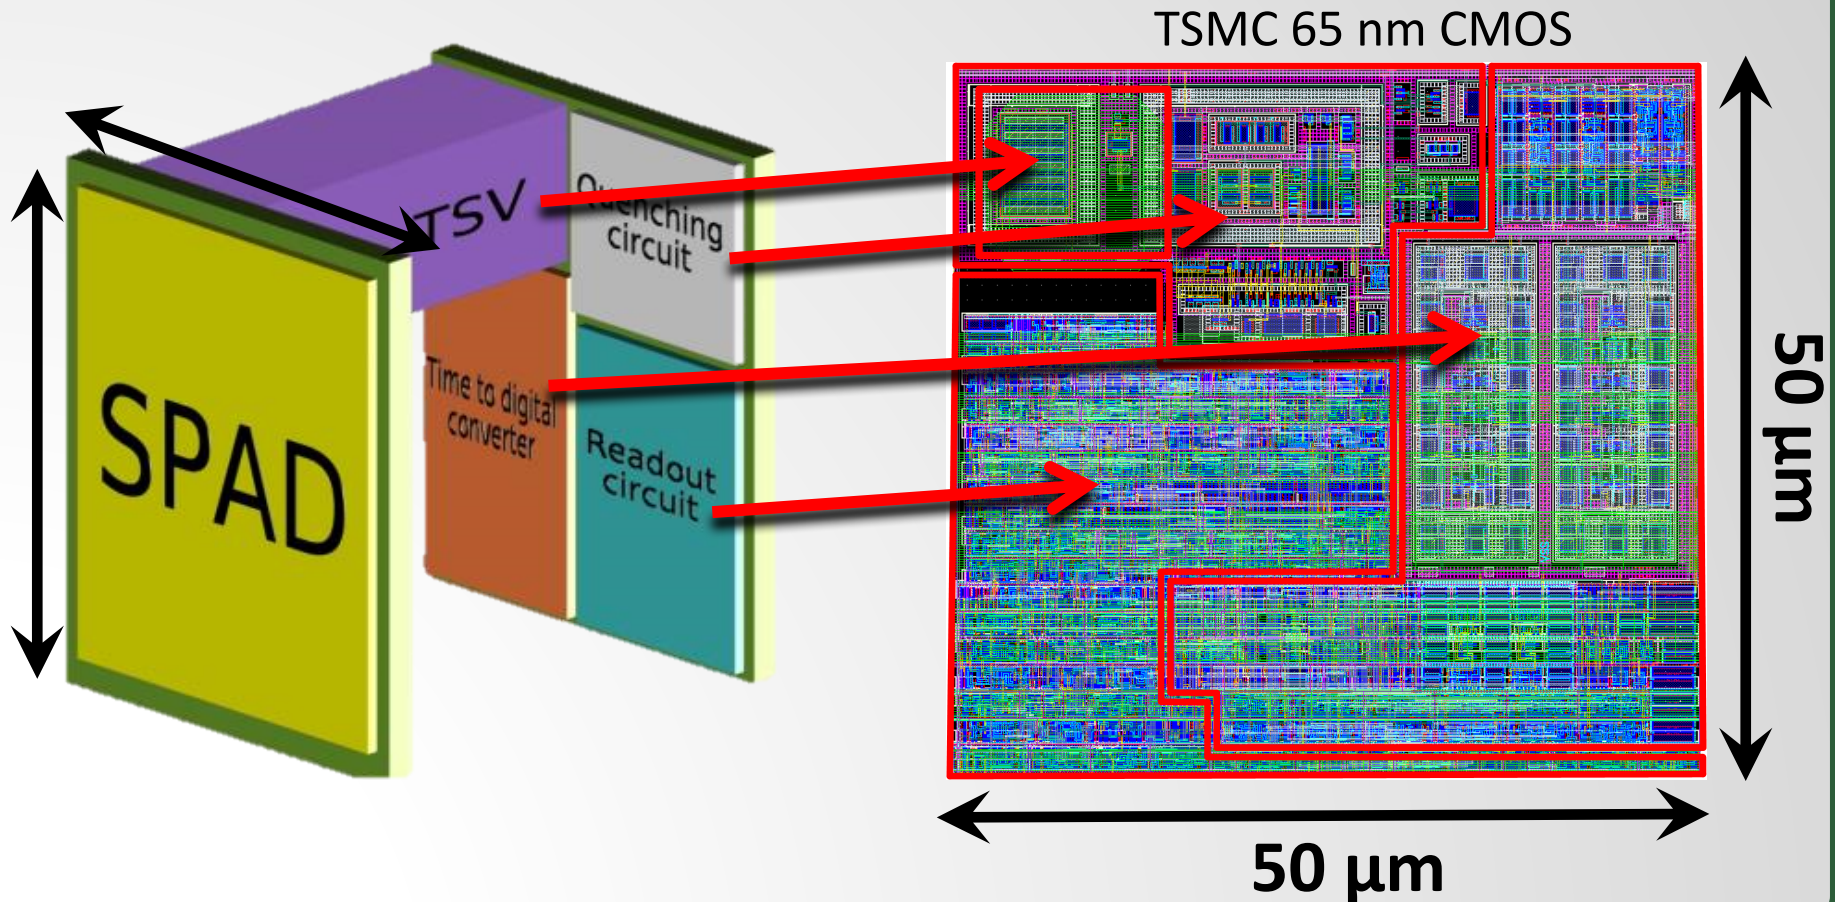 TSMC 65 nm CMOS
TSV
Quenching
circuit
SPAD
Time to digital
converter
Readout
circuit
50 µm
50 µm